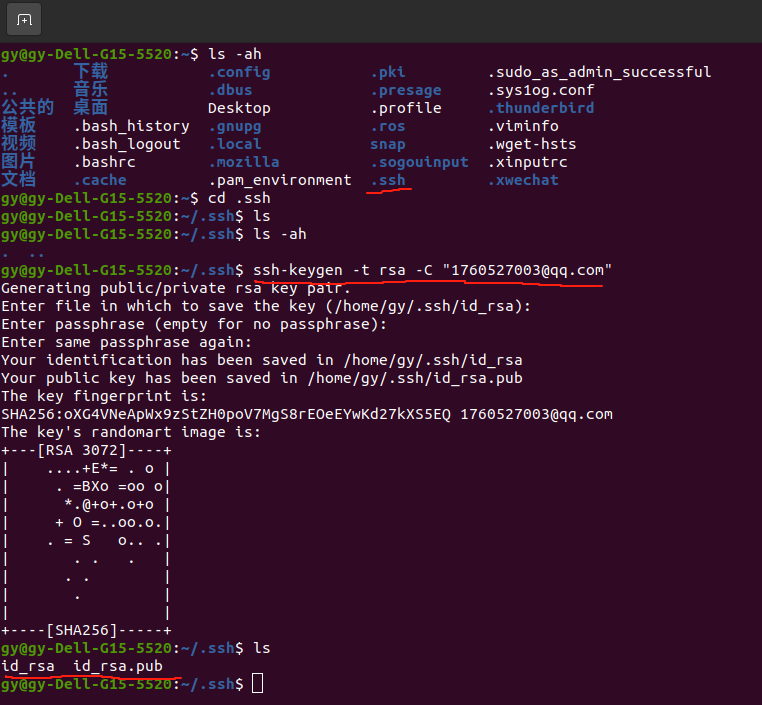 gy@gy-Dell-G15-5520:~$ ls -ah
.       下载            .config            .pki          .sudo_as_admin_successful
..      音乐            .dbus              .presage      .sys1og.conf
公共的  桌面            Desktop            .profile      .thunderbird
模板    .bash_history   .gnupg             .ros          .viminfo
视频    .bash_logout    .local             snap          .wget-hsts
图片    .bashrc         .mozilla           .sogouinput   .xinputrc
文档    .cache          .pam_environment   .ssh          .xwechat
gy@gy-Dell-G15-5520:~$ cd .ssh
gy@gy-Dell-G15-5520:~/.ssh$ ls
gy@gy-Dell-G15-5520:~/.ssh$ ls -ah
.  ..
gy@gy-Dell-G15-5520:~/.ssh$ ssh-keygen -t rsa -C "1760527003@qq.com"
Generating public/private rsa key pair.
Enter file in which to save the key (/home/gy/.ssh/id_rsa):
Enter passphrase (empty for no passphrase):
Enter same passphrase again:
Your identification has been saved in /home/gy/.ssh/id_rsa
Your public key has been saved in /home/gy/.ssh/id_rsa.pub
The key fingerprint is:
SHA256:oXG4VNeApWx9zStZH0poV7MgS8rEOeEYwKd27kXS5EQ 1760527003@qq.com
The key's randomart image is:
+---[RSA 3072]----+
|    ....+E*= . o |
|     . =BXo =oo o|
|      *.@+o+.o+o |
|     + O =..oo.o.|
|    . = S   o.. .|
|       . .   .   |
|      . .        |
|       .         |
|                 |
+----[SHA256]-----+
gy@gy-Dell-G15-5520:~/.ssh$ ls
id_rsa  id_rsa.pub
gy@gy-Dell-G15-5520:~/.ssh$